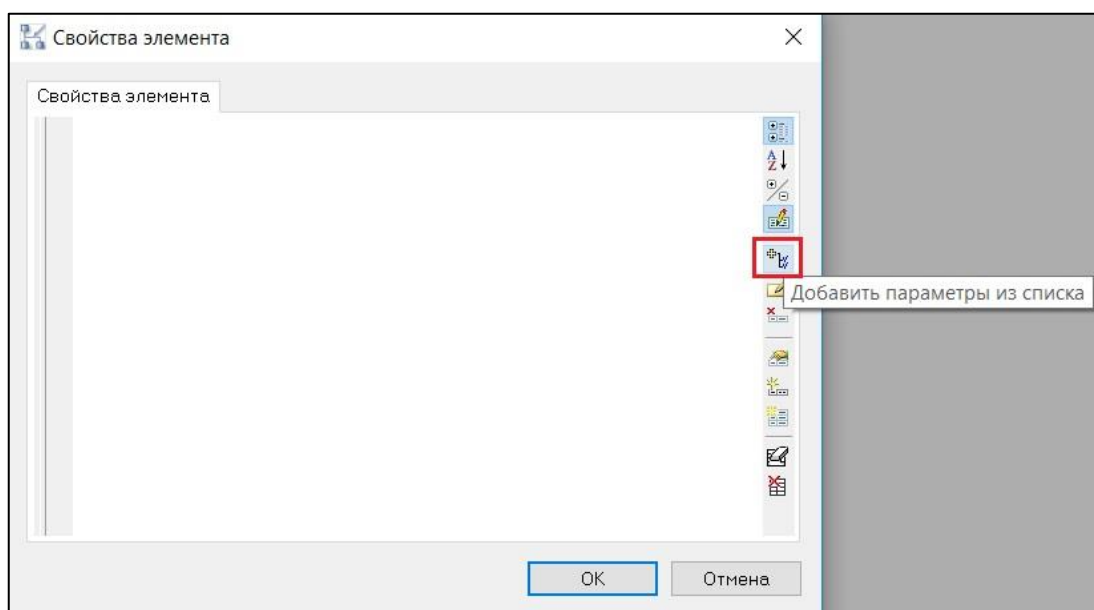 Свойства элемента
Свойства элемента
Добавить параметры из списка
OK
Отмена